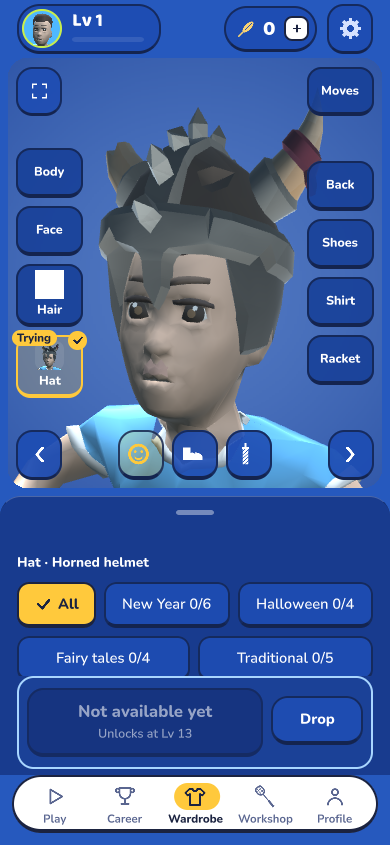 Lv 1
0
Moves
Body
Back
Face
Shoes
Hair
Shirt
Trying
Hat
Racket
Hat · Horned helmet
All
New Year 0/6
Halloween 0/4
Fairy tales 0/4
Traditional 0/5
Not available yet
Unlocks at Lv 13
Drop
Play
Career
Wardrobe
Workshop
Profile